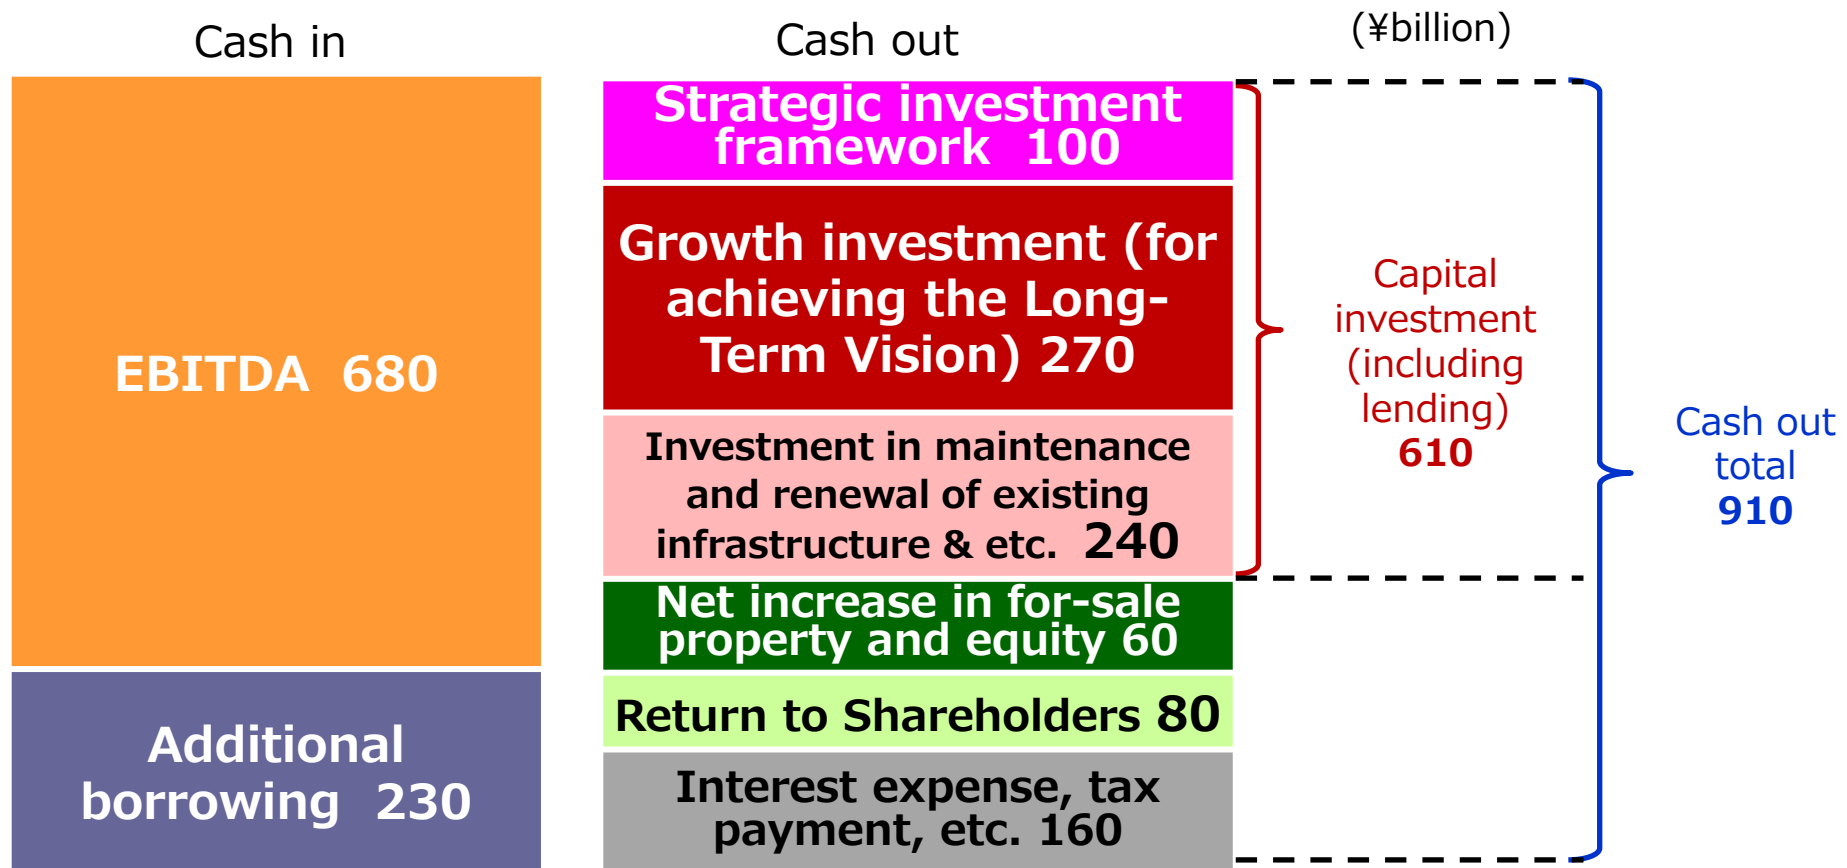 Cash in
Cash out
(¥billion)
EBITDA 680
Additional
borrowing 230
Strategic investment
framework 100
Growth investment (for
achieving the Long-
Term Vision) 270
Investment in maintenance
and renewal of existing
infrastructure & etc. 240
Net increase in for-sale
property and equity 60
Return to Shareholders 80
Interest expense, tax
payment, etc. 160
Capital
investment
(including
lending)
610
Cash out
total
910